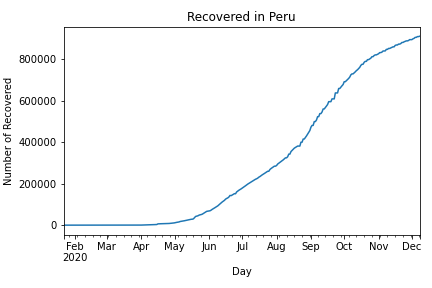 Recovered in Peru
Number of Recovered
800000
600000
400000
200000
0
Feb Mar Apr May Jun Jul Aug Sep Oct Nov Dec
2020
Day